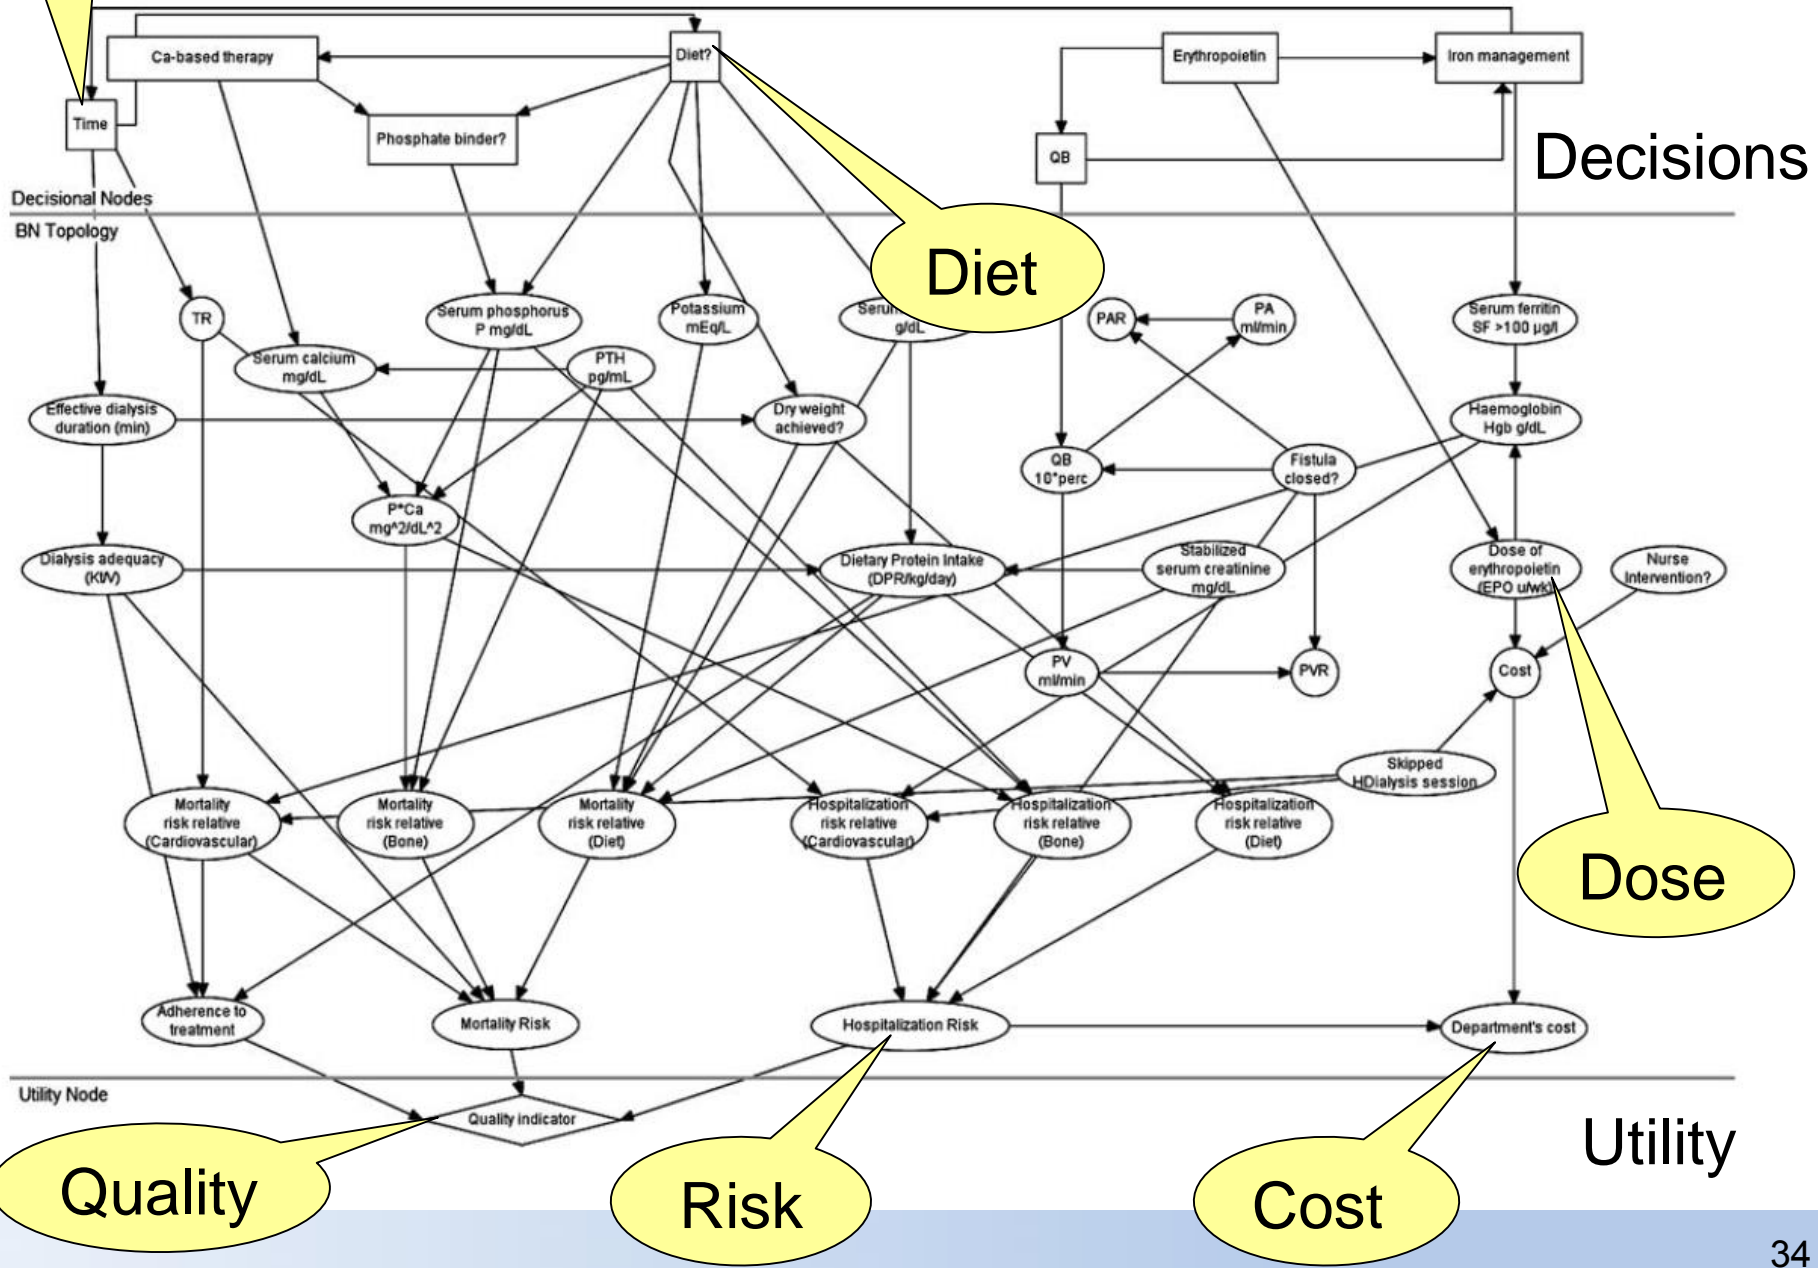 Ca-based therapy
Diet?
Erythropoietin
Iron management
Time
Phosphate binder?
QB
Decisions
Decisional Nodes
BN Topology
Diet
TR
Serum phosphorus
P mg/dL
Potassium
mEq/L
g/dL
PAR
PA
ml/min
Serum ferritin
SF >100 µg/l
Serum calcium
mg/dL
PTH
pg/mL
Effective dialysis
duration (min)
Dry weight
achieved?
Haemoglobin
Hgb g/dL
QB
10*perc
Fistula
closed?
P*Ca
mg^2/dL^2
Dialysis adequacy
(Kt/V)
Dietary Protein Intake
(DPR/kg/day)
Stabilized
serum creatinine
mg/dL
Dose of
erythropoietin
(EPO u/wk)
Nurse
Intervention?
PV
ml/min
PVR
Cost
Skipped
HDialysis session
Mortality
risk relative
(Cardiovascular)
Mortality
risk relative
(Bone)
Mortality
risk relative
(Diet)
Hospitalization
risk relative
(Cardiovascular)
Hospitalization
risk relative
(Bone)
Hospitalization
risk relative
(Diet)
Dose
Adherence to
treatment
Mortality Risk
Hospitalization Risk
Department's cost
Utility Node
Quality indicator
Utility
Quality
Risk
Cost
34